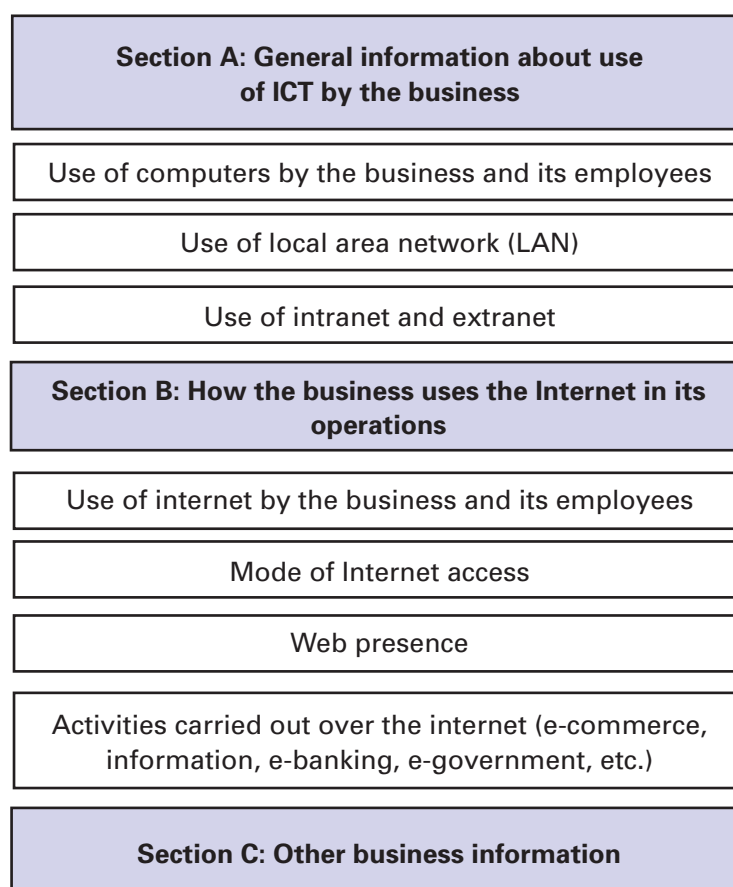 Section A: General information about use
of ICT by the business
Use of computers by the business and its employees
Use of local area network (LAN)
Use of intranet and extranet
Section B: How the business uses the Internet in its
operations
Use of internet by the business and its employees
Mode of Internet access
Web presence
Activities carried out over the internet (e-commerce,
information, e-banking, e-government, etc.)
Section C: Other business information